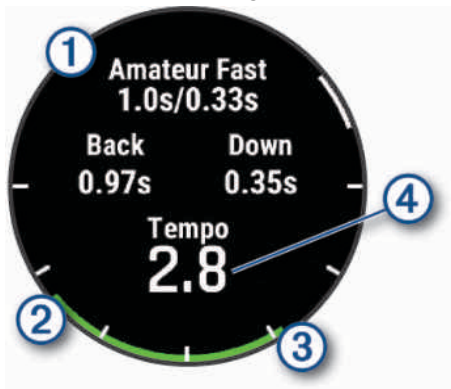 1
Amateur Fast
1.0s/0.33s
Back Down
0.97s 0.35s
4
Tempo
2.8
2
3